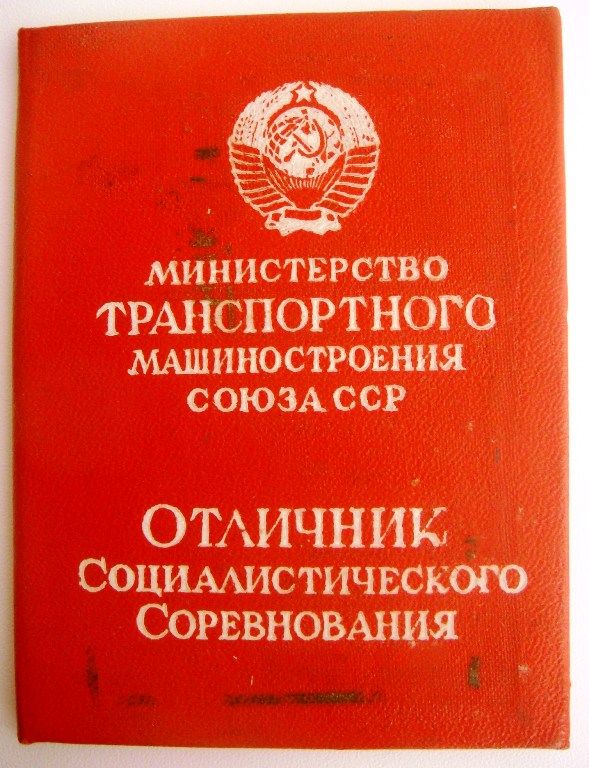 МИНИСТЕРСТВО
ТРАНСПОРТНОГО
МАШИНОСТРОЕНИЯ
СОЮЗА ССР
ОТЛИЧНИК
СОЦИАЛИСТИЧЕСКОГО
СОРЕВНОВАНИЯ